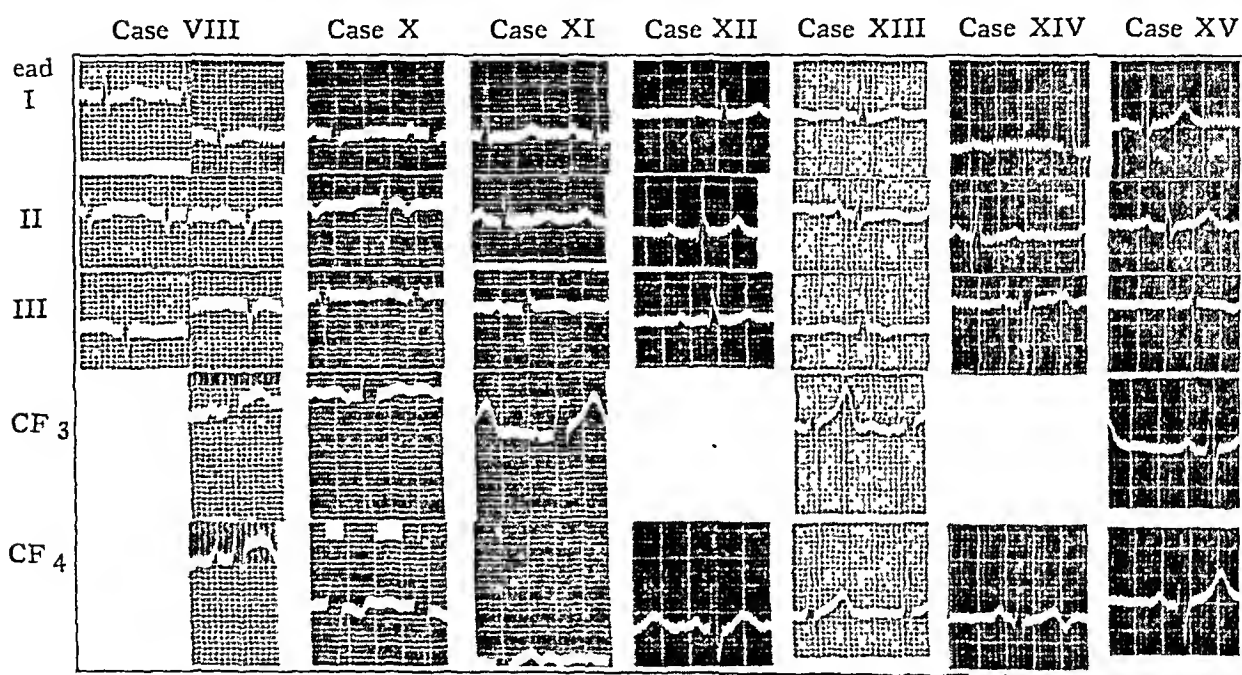 Case VIII Case X Case XI Case XII Case XIII Case XIV Case XV
ead
I
II
III
CF 3
CF 4